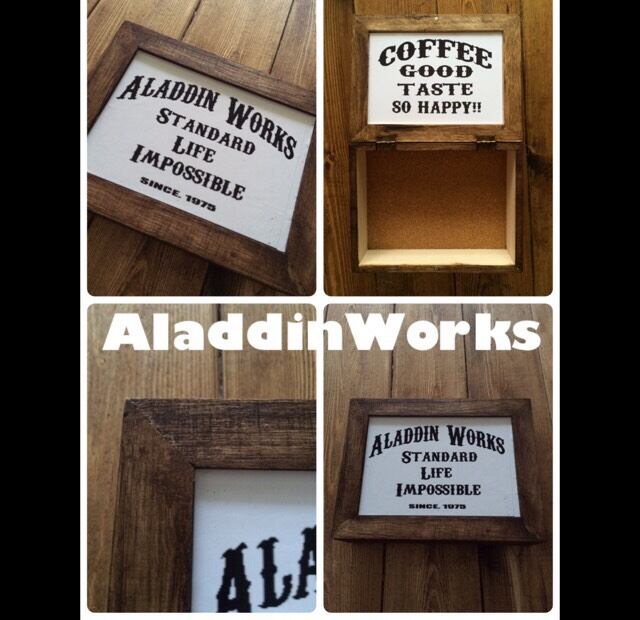 ALADDIN WORKS
STANDARD
LIFE
IMPOSSIBLE
SINCE. 1975
COFFEE
GOOD
TASTE
SO HAPPY!!
AladdinWorks
ALA
ALADDIN WORKS
STANDARD
LIFE
IMPOSSIBLE
SINCE. 1975